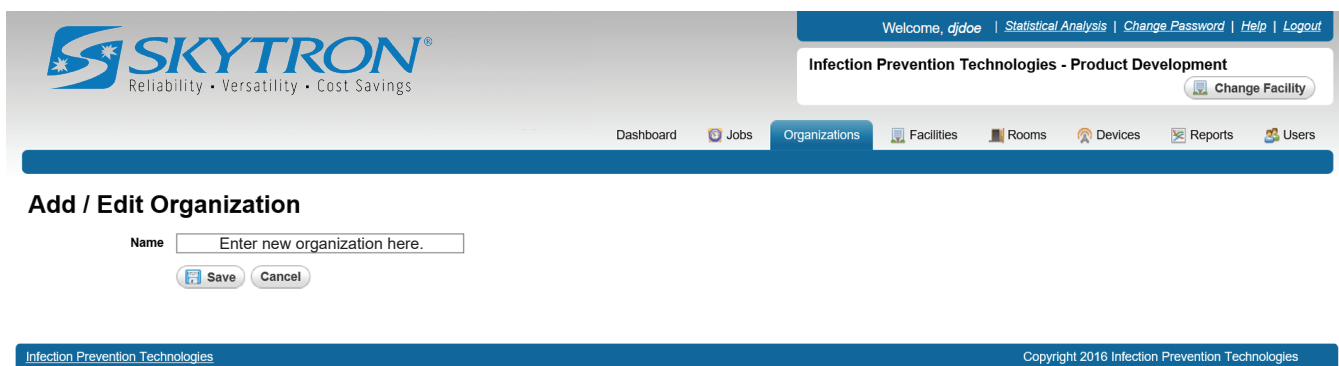 SKYTRON®
Reliability • Versatility • Cost Savings
Welcome, djdoe | Statistical Analysis | Change Password | Help | Logout
Infection Prevention Technologies - Product Development
Change Facility
Dashboard Jobs Organizations Facilities Rooms Devices Reports Users
Add / Edit Organization
Name Enter new organization here.
Save Cancel
Infection Prevention Technologies Copyright 2016 Infection Prevention Technologies